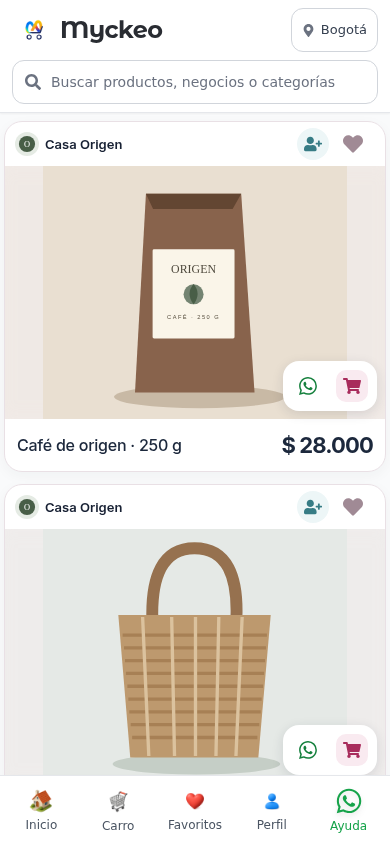 Myckeo
Bogotá
Buscar productos, negocios o categorías
O Casa Origen
ORIGEN
CAFÉ · 250 G
Café de origen · 250 g
$ 28.000
O Casa Origen
Inicio
Carro
Favoritos
Perfil
Ayuda